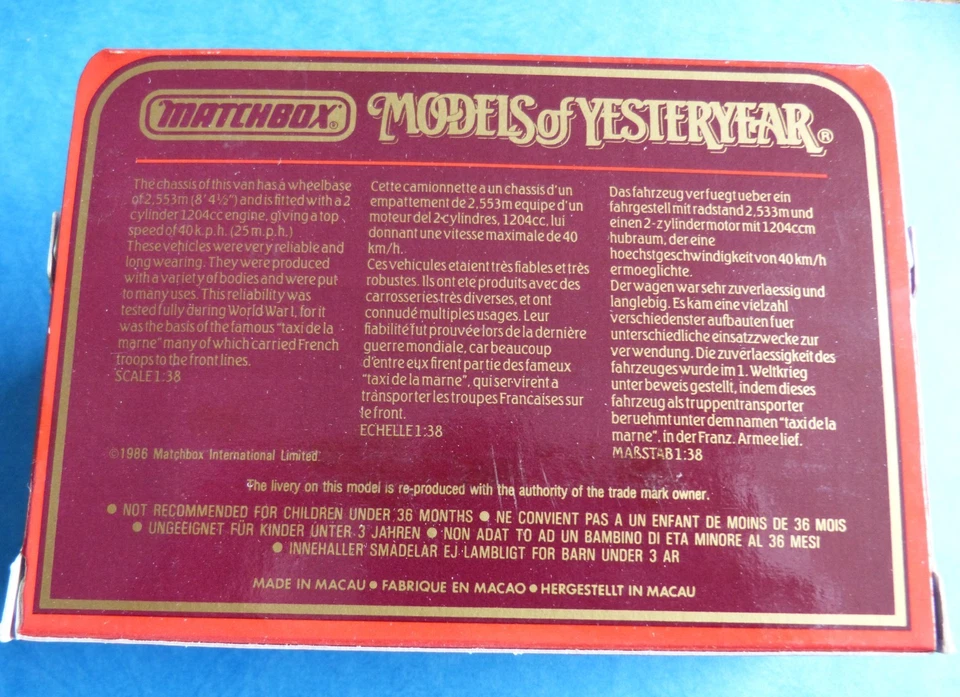 MATCHBOX®
MODELS of YESTERYEAR®
The chassis of this van has a wheelbase
of 2,553m (8' 4½") and is fitted with a 2
cylinder 1204cc engine, giving a top
speed of 40 k.p.h. (25 m.p.h.)
These vehicles were very reliable and
long wearing. They were produced
with a variety of bodies and were put
to many uses. This reliability was
tested fully during World War I, for it
was the basis of the famous "taxi de la
marne" many of which carried French
troops to the front lines.
SCALE 1:38
Cette camionnette a un chassis d'un
empattement de 2,553m equipe d'un
moteur del 2-cylindres, 1204cc, lui
donnant une vitesse maximale de 40
km/h.
Ces vehicules etaient très fiables et très
robustes. Ils ont ete produits avec des
carrosseries très diverses, et ont
connudé multiples usages. Leur
fiabilité fut prouvée lors de la dernière
guerre mondiale, car beaucoup
d'entre eux firent partie des fameux
"taxi de la marne", qui servirent a
transporter les troupes Francaises sur
le front.
ECHELLE 1:38
Das fahrzeug verfuegt ueber ein
fahrgestell mit radstand 2,533m und
einen 2-zylindermotor mit 1204ccm
hubraum, der eine
hoechstgeschwindigkeit von 40 km/h
ermoeglichte.
Der wagen war sehr zuverlaessig und
langlebig. Es kam eine vielzahl
verschiedenster aufbauten fuer
unterschiedliche einsatzzwecke zur
verwendung. Die zuverlaessigkeit des
fahrzeuges wurde im 1. Weltkrieg
unter beweis gestellt, indem dieses
fahrzeug als truppentransporter
beruehmt unter dem namen "taxi de la
marne", in der Franz. Armee lief.
MAßSTAB 1:38
©1986 Matchbox International Limited.
The livery on this model is re-produced with the authority of the trade mark owner.
● NOT RECOMMENDED FOR CHILDREN UNDER 36 MONTHS ● NE CONVIENT PAS A UN ENFANT DE MOINS DE 36 MOIS
● UNGEEIGNET FÜR KINDER UNTER 3 JAHREN ● NON ADATTO AD UN BAMBINO DI ETA MINORE AL 36 MESI
● INNEHALLER SMÅDELAR EJ LAMBLIGT FOR BARN UNDER 3 AR
MADE IN MACAU ● FABRIQUE EN MACAO ● HERGESTELLT IN MACAU